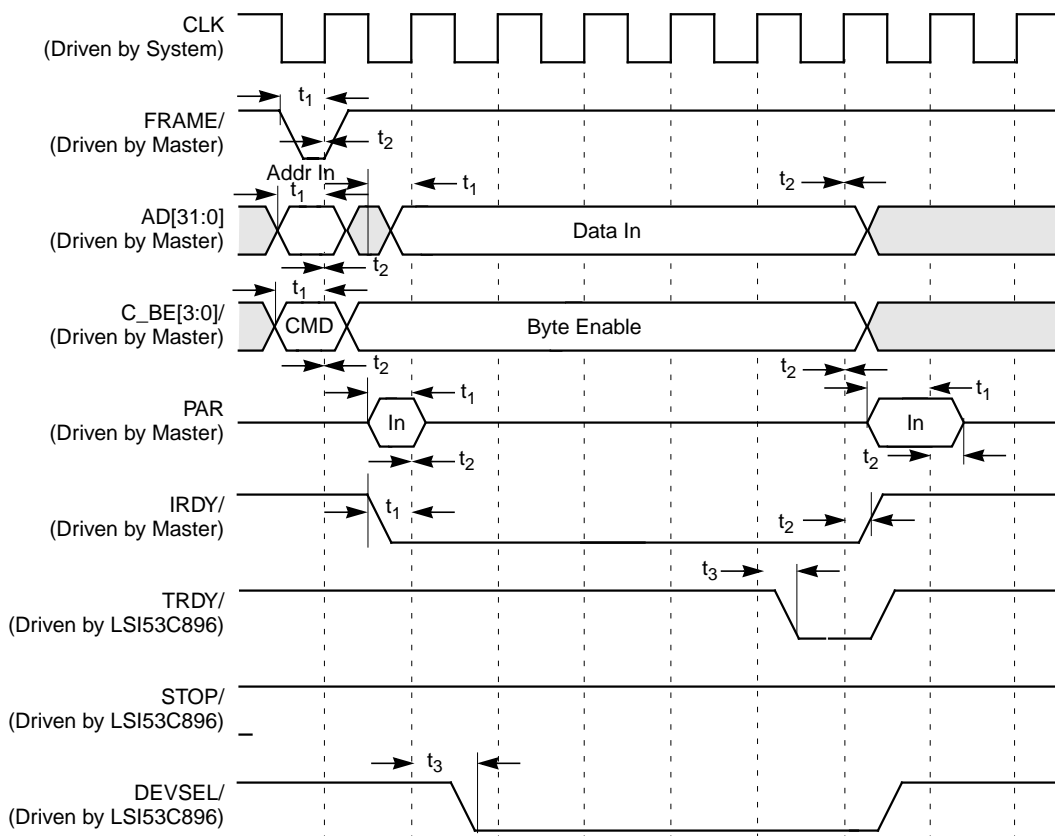 CLK
(Driven by System)
t1
FRAME/
(Driven by Master)
t2
Addr In
t1
t1
t2
AD[31:0]
(Driven by Master)
Data In
t2
t1
C_BE[3:0]/
(Driven by Master)
CMD
Byte Enable
t2
t2
t1
t1
PAR
(Driven by Master)
In
In
t2
t2
IRDY/
(Driven by Master)
t1
t2
t3
TRDY/
(Driven by LSI53C896)
STOP/
(Driven by LSI53C896)
t3
DEVSEL/
(Driven by LSI53C896)